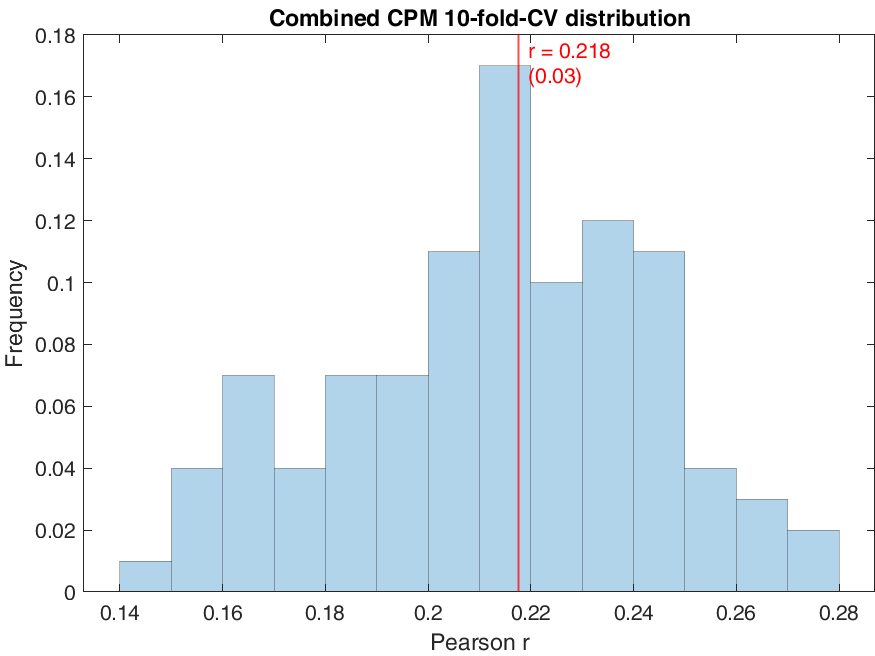 Combined CPM 10-fold-CV distribution
0.18
0.16
0.14
0.12
0.1
0.08
0.06
0.04
0.02
0
Frequency
r = 0.218
(0.03)
0.14 0.16 0.18 0.2 0.22 0.24 0.26 0.28
Pearson r